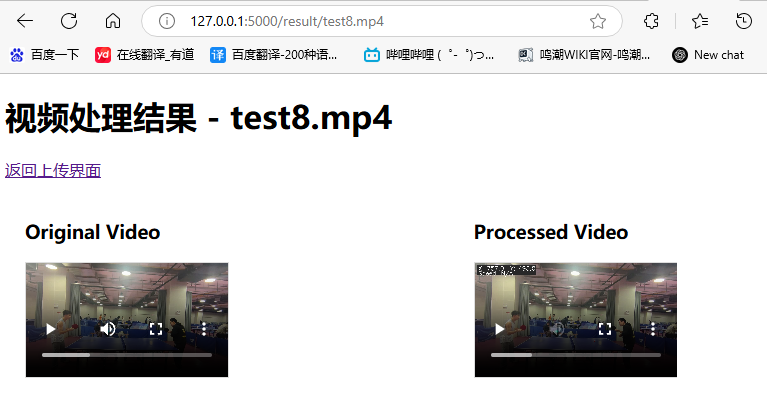 127.0.0.1:5000/result/test8.mp4
百度一下 在线翻译_有道 百度翻译-200种语... 哔哩哔哩 (゜-゜)つ... 鸣潮WIKI官网-鸣潮... New chat
视频处理结果 - test8.mp4
返回上传界面
Original Video Processed Video